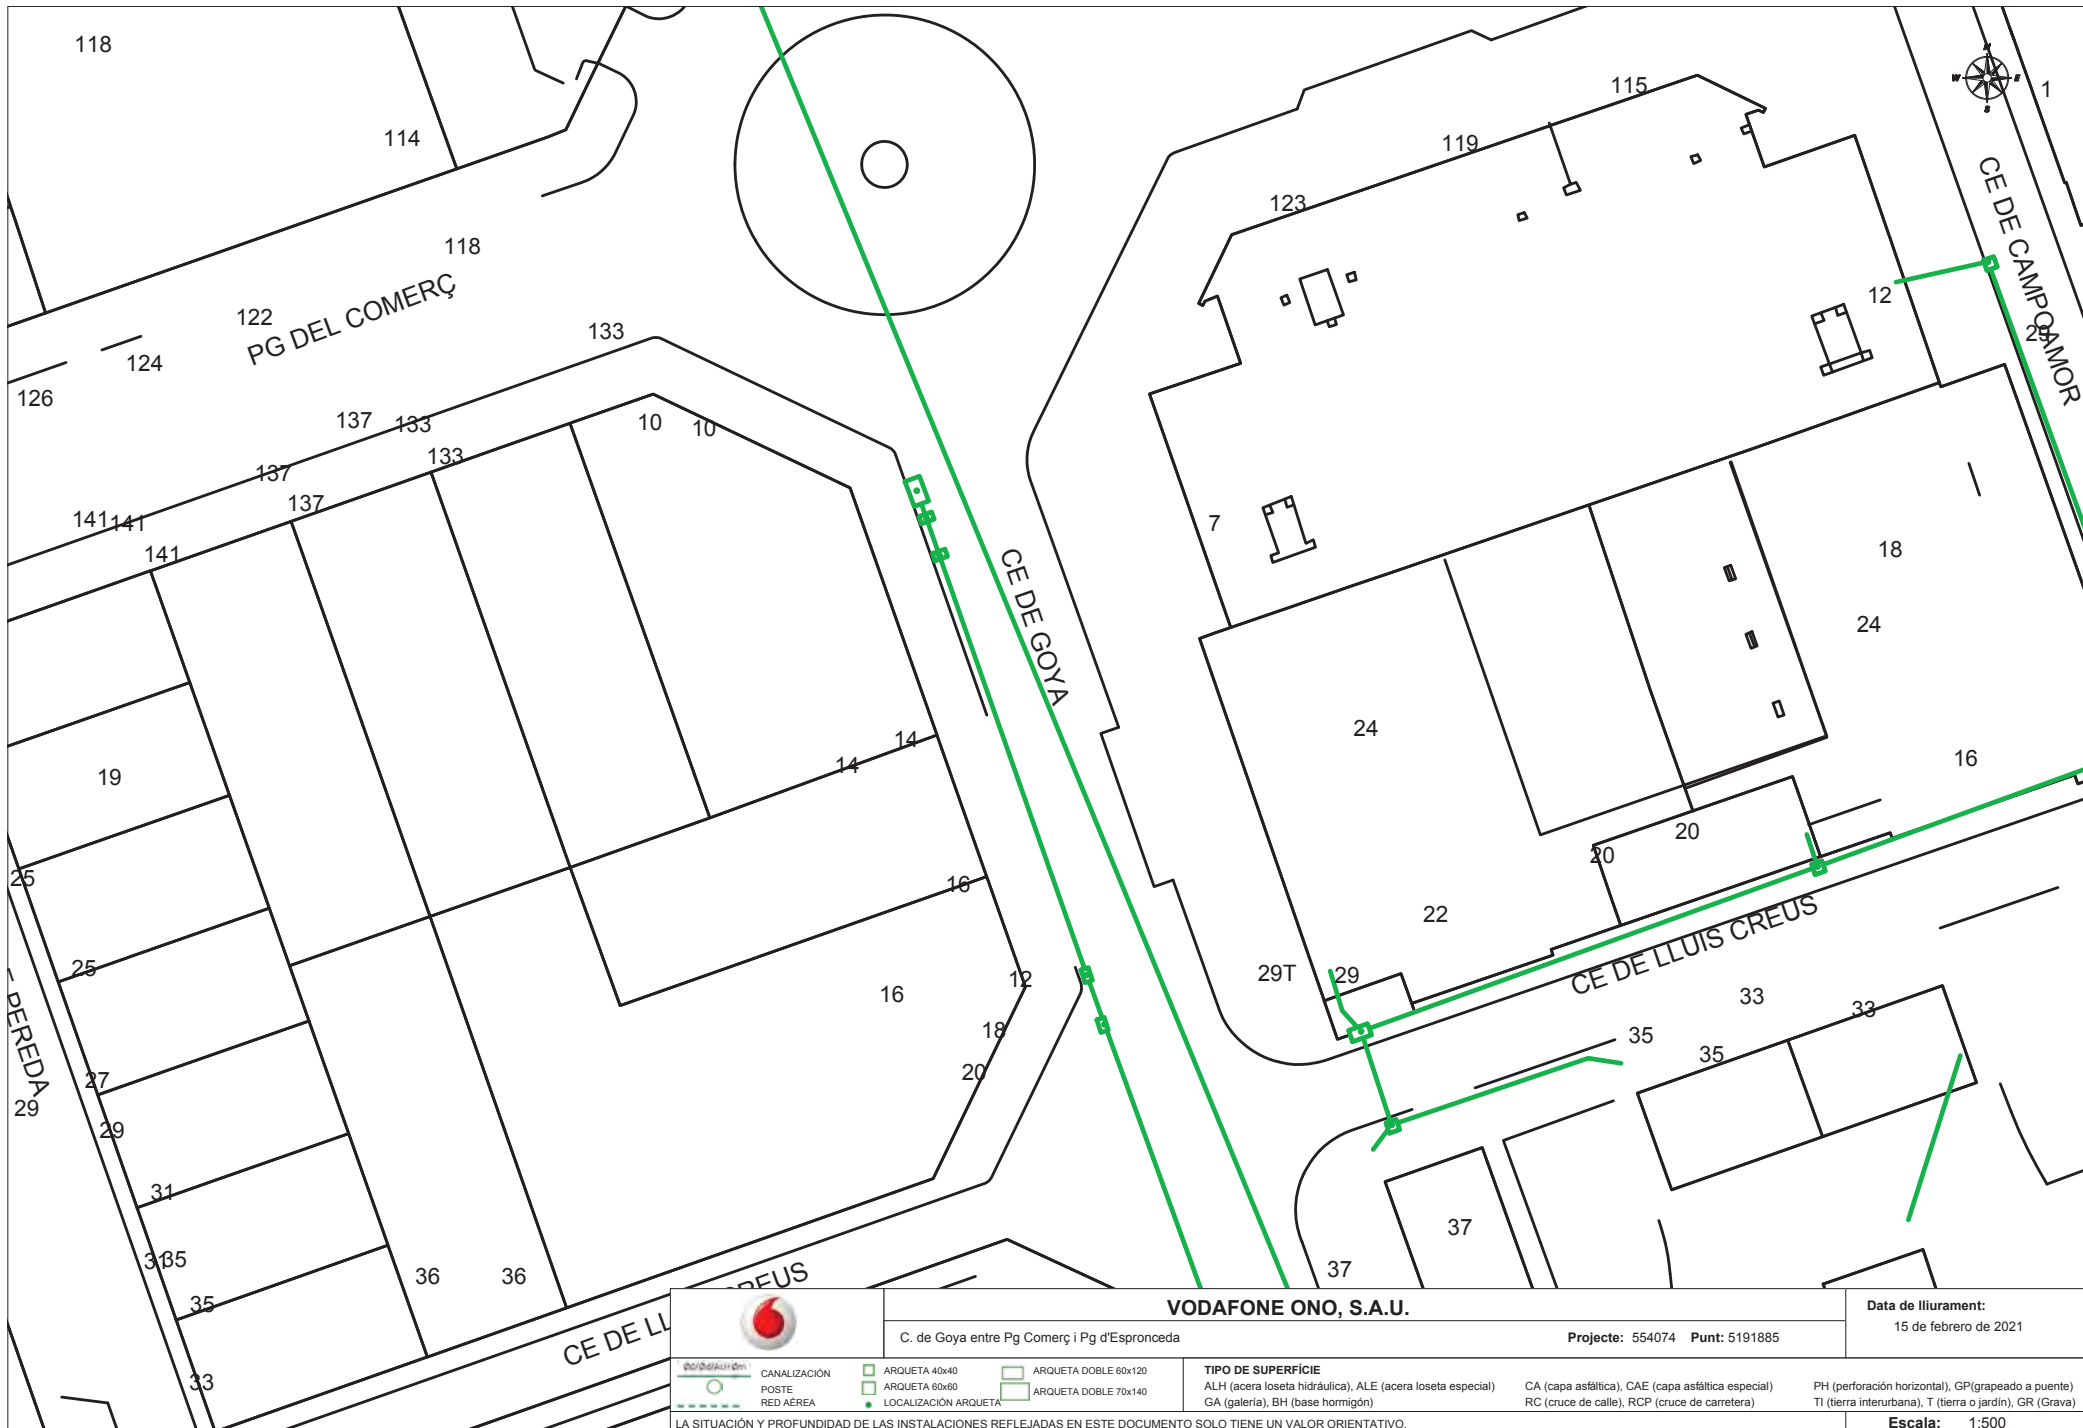 118
114
115
119
123
1
CE DE CAMPOAMOR
N
W
E
S
118
122
PG DEL COMERÇ
124
126
133
12
29
137
133
10
10
133
137
137
141
141
141
7
CE DE GOYA
18
24
24
14
14
16
19
20
20
25
16
22
CE DE LLUIS CREUS
25
29T
29
12
16
18
33
33
35
35
PEREDA
20
27
29
29
31
37
37
31
35
36
36
35
CE DE LL
REUS
33
VODAFONE ONO, S.A.U.
C. de Goya entre Pg Comerç i Pg d'Espronceda
Projecte: 554074 Punt: 5191885
Data de lliurament:
15 de febrero de 2021
CANALIZACIÓN
POSTE
RED AÉREA
ARQUETA 40x40
ARQUETA 60x60
LOCALIZACIÓN ARQUETA
ARQUETA DOBLE 60x120
ARQUETA DOBLE 70x140
TIPO DE SUPERFÍCIE
ALH (acera loseta hidráulica), ALE (acera loseta especial)
GA (galería), BH (base hormigón)
CA (capa asfáltica), CAE (capa asfáltica especial)
RC (cruce de calle), RCP (cruce de carretera)
PH (perforación horizontal), GP(grapeado a puente)
TI (tierra interurbana), T (tierra o jardín), GR (Grava)
LA SITUACIÓN Y PROFUNDIDAD DE LAS INSTALACIONES REFLEJADAS EN ESTE DOCUMENTO SOLO TIENE UN VALOR ORIENTATIVO.
Escala: 1:500